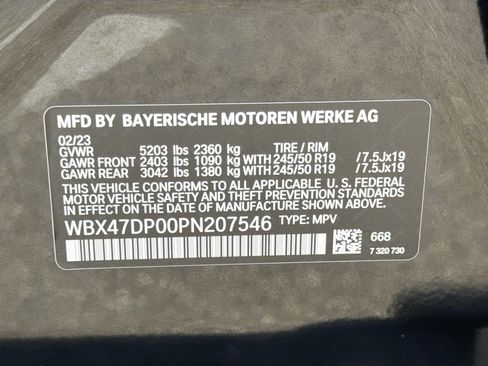 MFD BY BAYERISCHE MOTOREN WERKE AG
02/23
GVWR 5203 lbs 2360 kg TIRE / RIM
GAWR FRONT 2403 lbs 1090 kg WITH 245/50 R19 /7.5Jx19
GAWR REAR 3042 lbs 1380 kg WITH 245/50 R19 /7.5Jx19
THIS VEHICLE CONFORMS TO ALL APPLICABLE U. S. FEDERAL
MOTOR VEHICLE SAFETY STANDARDS IN EFFECT ON THE
DATE OF MANUFACTURE SHOWN ABOVE.
WBX47DP00PN207546 TYPE: MPV
668
7 320 730